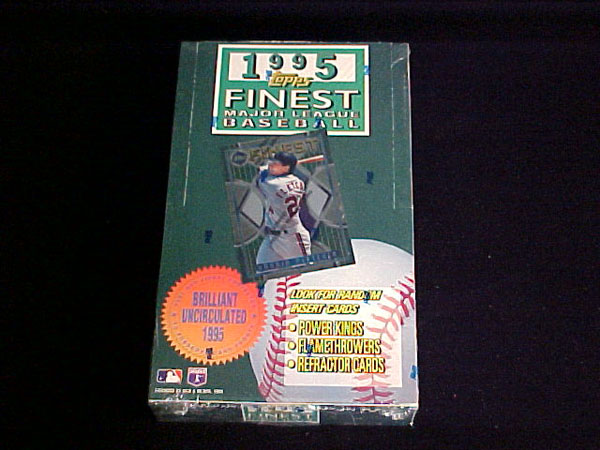 1995
Topps
FINEST
MAJOR LEAGUE
BASEBALL
FINEST
BRILLIANT
UNCIRCULATED
1995
LOOK FOR RANDOM
INSERT CARDS
• POWER KINGS
• FLAMETHROWERS
• REFRACTOR CARDS